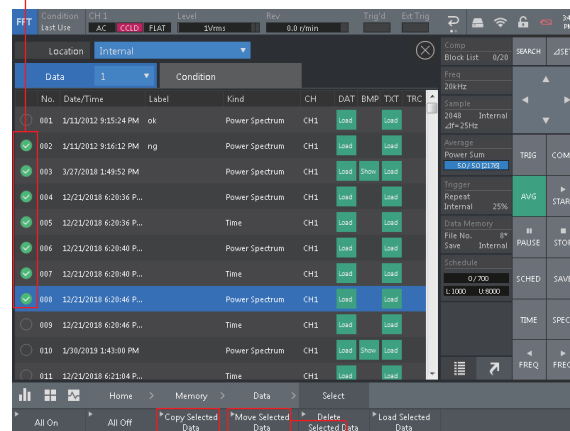 FFT Condition CH:1 Level Rev Trig'd Ext.Trig
Last Use AC CCLD FLAT 1Vrms 0.0 r/min
Location Internal
Data 1 Condition
No. Date/Time Label Kind CH DAT BMP TXT TRC
001 1/11/2012 9:15:24 PM ok Power Spectrum CH1 Load Load
002 1/11/2012 9:16:12 PM ng Power Spectrum CH1 Load Load
003 3/27/2018 1:49:52 PM Power Spectrum CH1 Load Show Load
004 12/21/2018 6:20:36 P... Power Spectrum CH1 Load Load
005 12/21/2018 6:20:36 P... Time CH1 Load Load
006 12/21/2018 6:20:40 P... Power Spectrum CH1 Load Load
007 12/21/2018 6:20:40 P... Time CH1 Load Load
008 12/21/2018 6:20:46 P... Power Spectrum CH1 Load Load
009 12/21/2018 6:20:46 P... Time CH1 Load Load
010 1/30/2019 1:43:00 PM Power Spectrum CH1 Load Show Load
011 12/21/2018 6:21:04 P... Time CH1 Load Load
Comp
Block List 0/20
Freq
20kHz
Sample
2048 Internal
⊿f=25Hz
Average
Power Sum
50/ 50 [2176]
Trigger
Repeat
Internal 25%
Data Memory
File No. 8*
Save Internal
Schedule
0/700
L:1000 U:8000
SEARCH ⊿SE
TRIG COM
AVG STAR
PAUSE STO
SCHED SAV
TIME SPEC
FREQ FREQ
Home > Memory > Data > Select
All On All Off Copy Selected Data Move Selected Data Delete Selected Data Load Selected Data